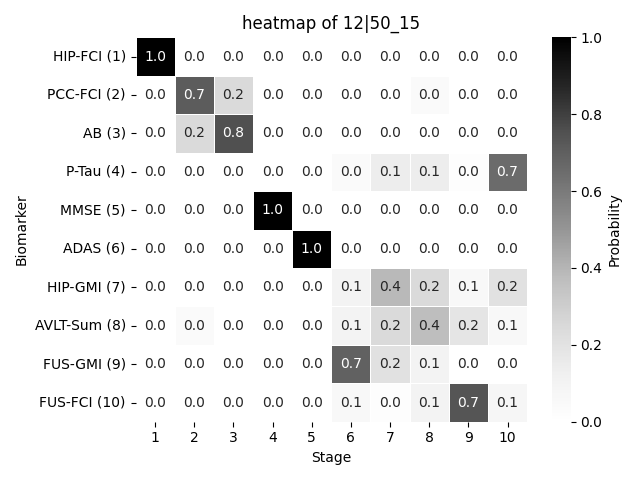 heatmap of 12|50_15
HIP-FCI (1) 1.0 0.0 0.0 0.0 0.0 0.0 0.0 0.0 0.0 0.0
PCC-FCI (2) 0.0 0.7 0.2 0.0 0.0 0.0 0.0 0.0 0.0 0.0
AB (3) 0.0 0.2 0.8 0.0 0.0 0.0 0.0 0.0 0.0 0.0
P-Tau (4) 0.0 0.0 0.0 0.0 0.0 0.0 0.1 0.1 0.0 0.7
MMSE (5) 0.0 0.0 0.0 1.0 0.0 0.0 0.0 0.0 0.0 0.0
ADAS (6) 0.0 0.0 0.0 0.0 1.0 0.0 0.0 0.0 0.0 0.0
HIP-GMI (7) 0.0 0.0 0.0 0.0 0.0 0.1 0.4 0.2 0.1 0.2
AVLT-Sum (8) 0.0 0.0 0.0 0.0 0.0 0.1 0.2 0.4 0.2 0.1
FUS-GMI (9) 0.0 0.0 0.0 0.0 0.0 0.7 0.2 0.1 0.0 0.0
FUS-FCI (10) 0.0 0.0 0.0 0.0 0.0 0.1 0.0 0.1 0.7 0.1
1 2 3 4 5 6 7 8 9 10
Stage
Biomarker
1.0
0.8
0.6
0.4
0.2
0.0
Probability